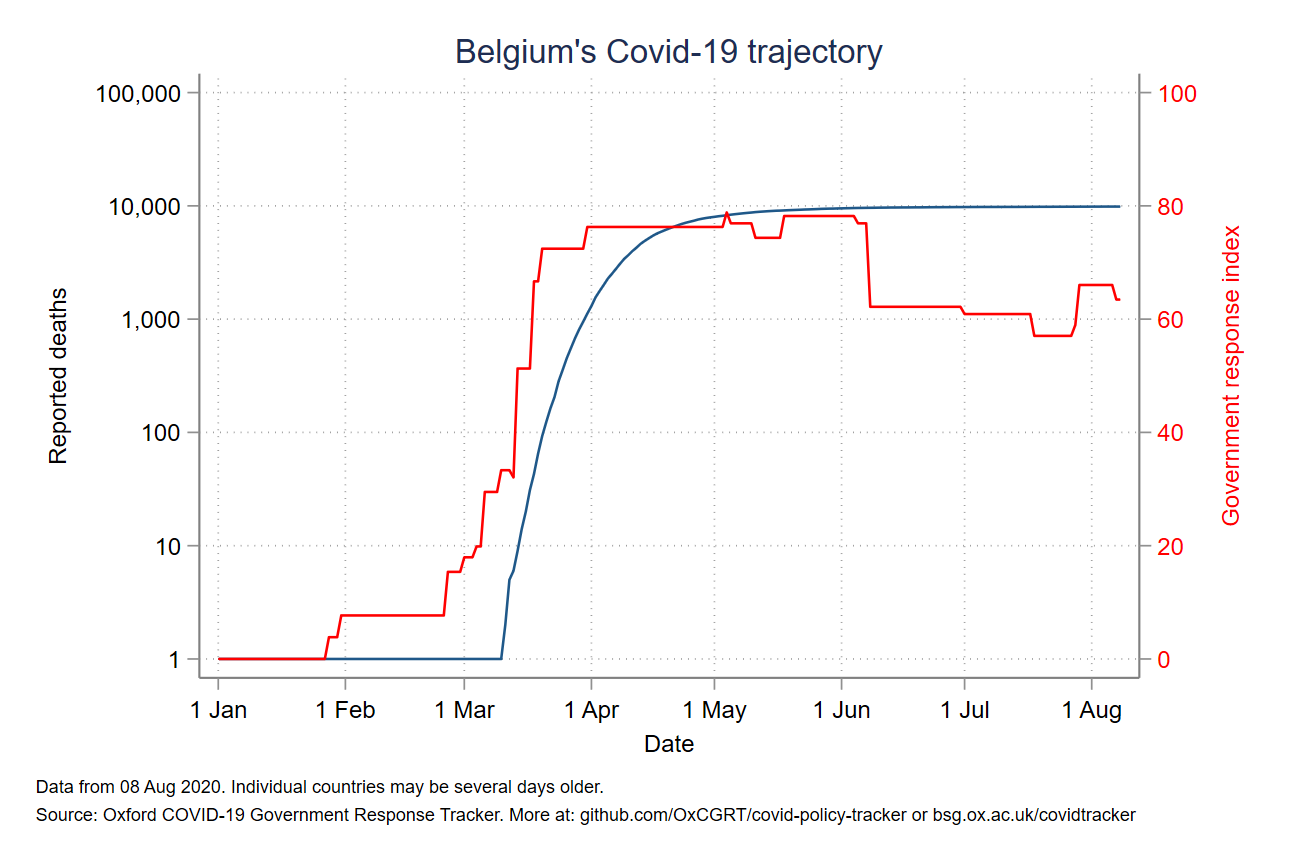 Belgium's Covid-19 trajectory
100,000
10,000
1,000
100
10
1
Reported deaths
100
80
60
40
20
0
Government response index
1 Jan 1 Feb 1 Mar 1 Apr 1 May 1 Jun 1 Jul 1 Aug
Date
Data from 08 Aug 2020. Individual countries may be several days older.
Source: Oxford COVID-19 Government Response Tracker. More at: github.com/OxCGRT/covid-policy-tracker or bsg.ox.ac.uk/covidtracker